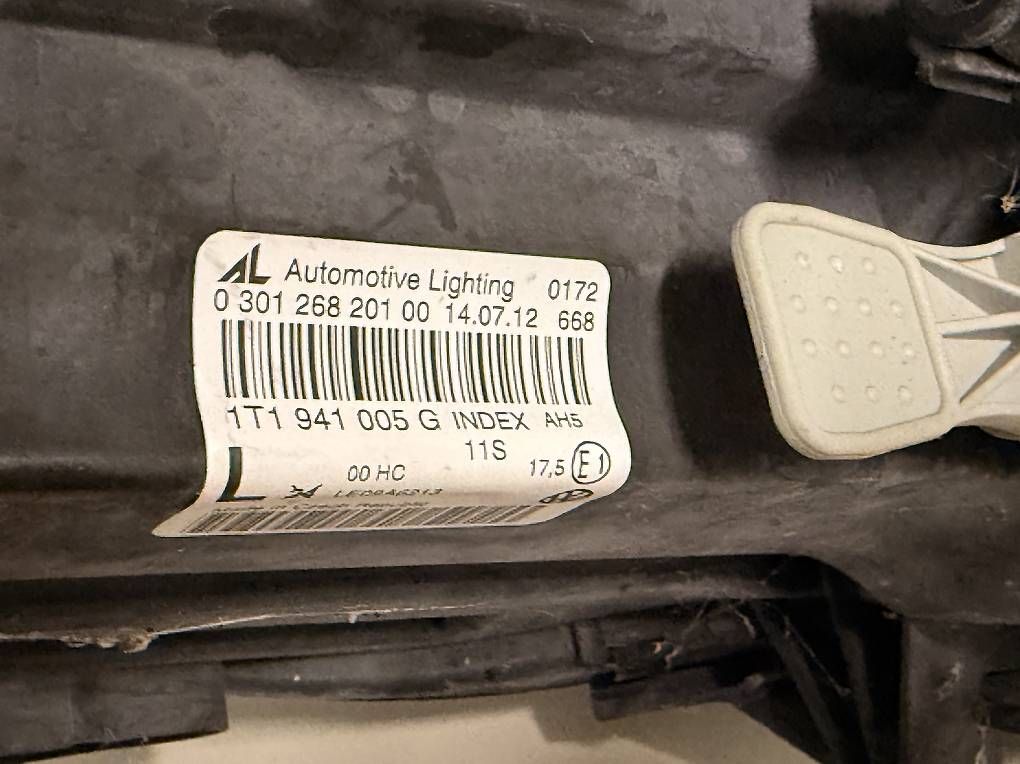 AL Automotive Lighting 0172
0 301 268 201 00 14.07.12 668
1T1 941 005 G INDEX AH5
11S
L 00 HC 17,5 E1